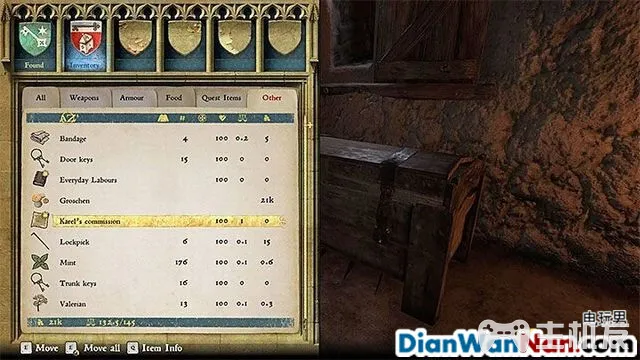 Found Inventory
All Weapons Armour Food Quest Items Other
Bandage 4 100 0.2 5
Door keys 15 100 0 0
Everyday Labours 100 0 0
Groschen 21k
Karel's commission 100 1 0
Lockpick 6 100 0.1 15
Mint 176 100 0.1 0.6
Trunk keys 16 100 0 0
Valerian 13 100 0.1 0.3
21k 132.5/145
E Move Move all Q Item Info
电玩男
DianWanNan.com